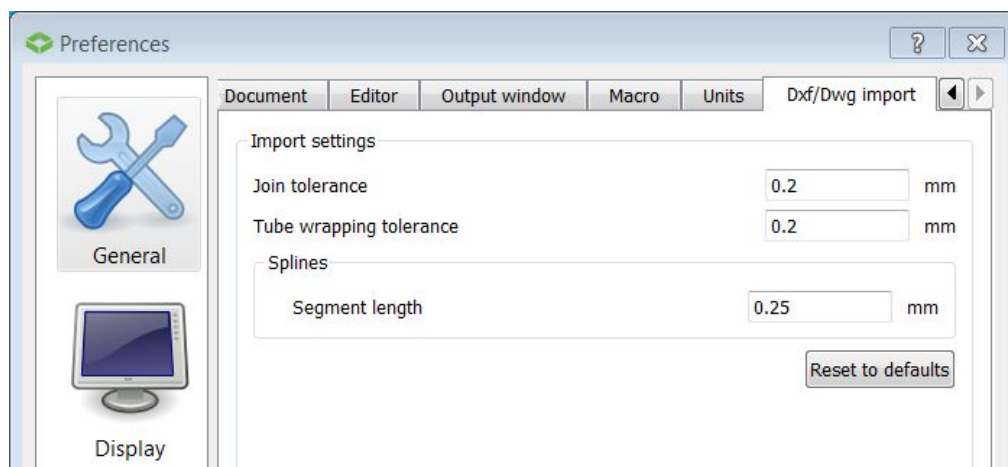 Preferences
Document Editor Output window Macro Units Dxf/Dwg import
Import settings
Join tolerance 0.2 mm
Tube wrapping tolerance 0.2 mm
General
Splines
Segment length 0.25 mm
Reset to defaults
Display